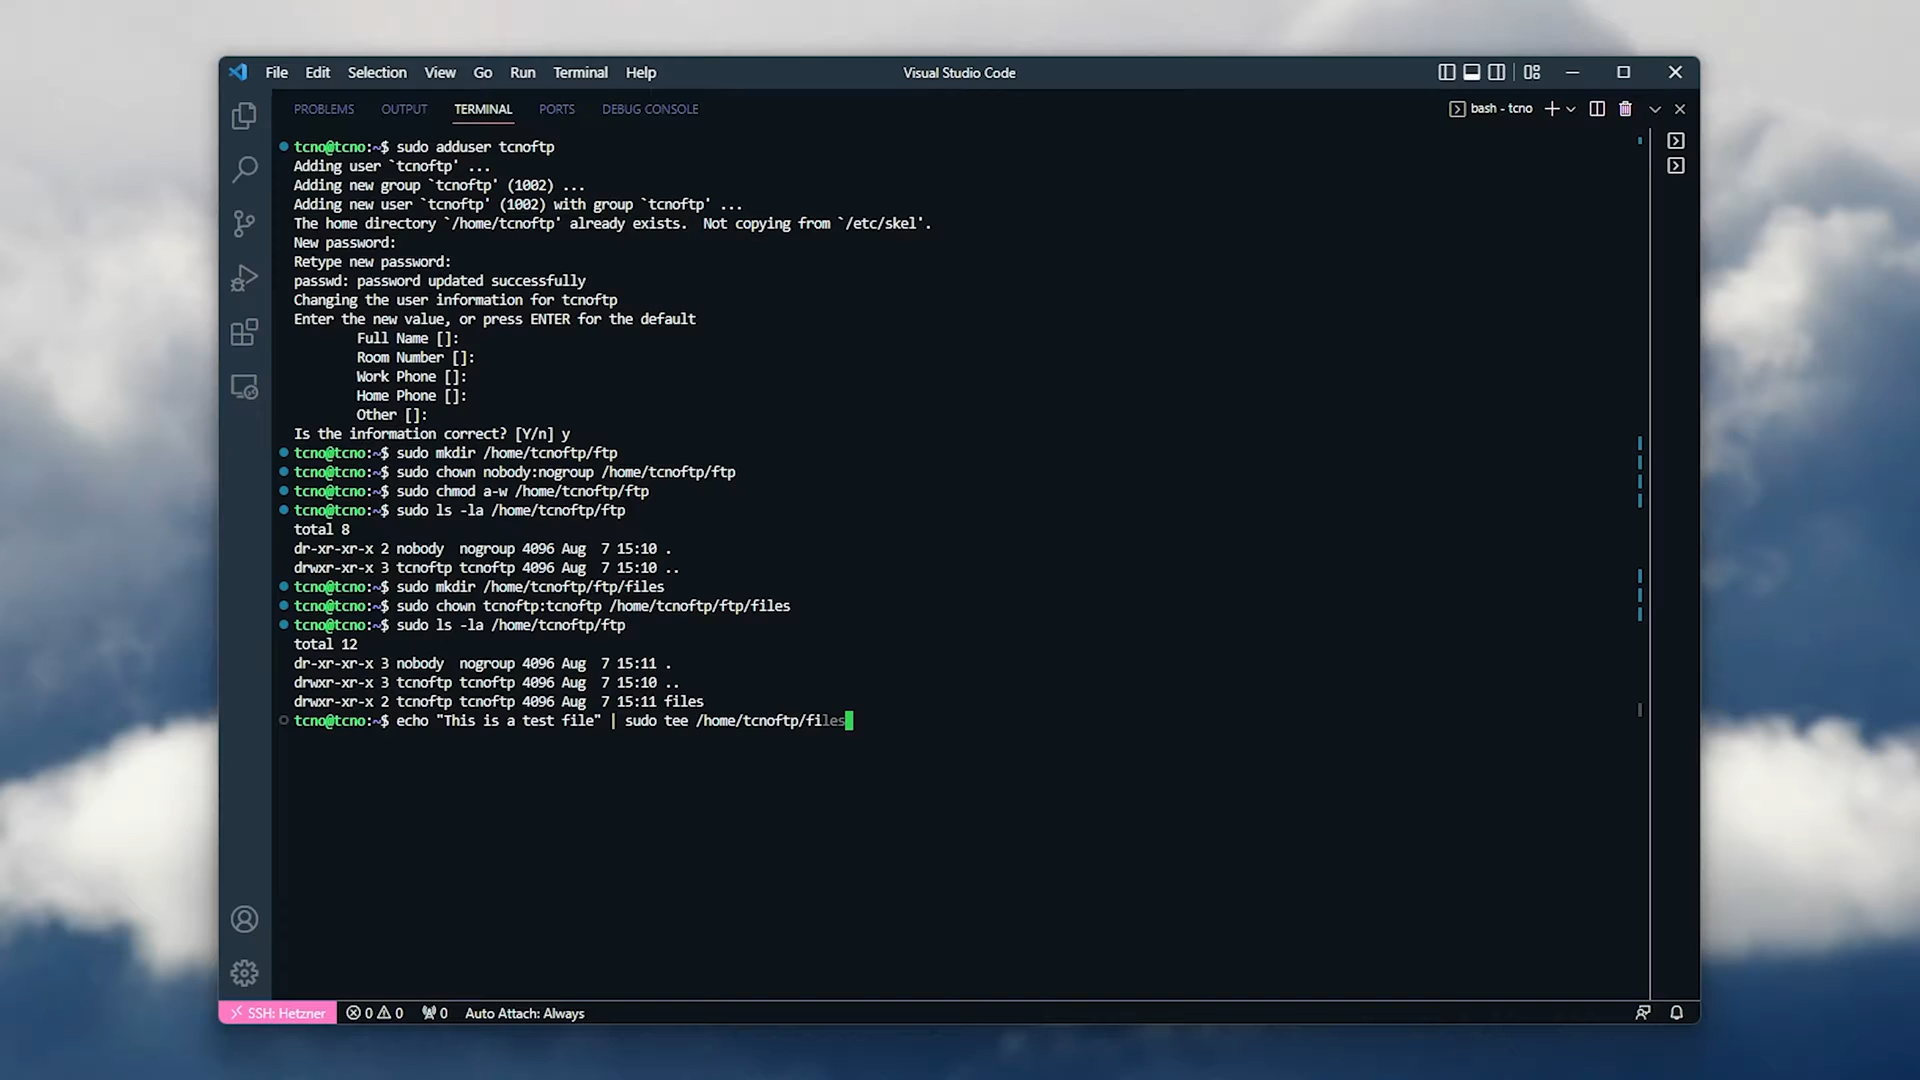 File Edit Selection View Go Run Terminal Help Visual Studio Code
PROBLEMS OUTPUT TERMINAL PORTS DEBUG CONSOLE bash - tcno
tcno@tcno:~$ sudo adduser tcnoftp
Adding user `tcnoftp' ...
Adding new group `tcnoftp' (1002) ...
Adding new user `tcnoftp' (1002) with group `tcnoftp' ...
The home directory `/home/tcnoftp' already exists.  Not copying from `/etc/skel'.
New password:
Retype new password:
passwd: password updated successfully
Changing the user information for tcnoftp
Enter the new value, or press ENTER for the default
Full Name []:
Room Number []:
Work Phone []:
Home Phone []:
Other []:
Is the information correct? [Y/n] y
tcno@tcno:~$ sudo mkdir /home/tcnoftp/ftp
tcno@tcno:~$ sudo chown nobody:nogroup /home/tcnoftp/ftp
tcno@tcno:~$ sudo chmod a-w /home/tcnoftp/ftp
tcno@tcno:~$ sudo ls -la /home/tcnoftp/ftp
total 8
dr-xr-xr-x 2 nobody  nogroup 4096 Aug  7 15:10 .
drwxr-xr-x 3 tcnoftp tcnoftp 4096 Aug  7 15:10 ..
tcno@tcno:~$ sudo mkdir /home/tcnoftp/ftp/files
tcno@tcno:~$ sudo chown tcnoftp:tcnoftp /home/tcnoftp/ftp/files
tcno@tcno:~$ sudo ls -la /home/tcnoftp/ftp
total 12
dr-xr-xr-x 3 nobody  nogroup 4096 Aug  7 15:11 .
drwxr-xr-x 3 tcnoftp tcnoftp 4096 Aug  7 15:10 ..
drwxr-xr-x 2 tcnoftp tcnoftp 4096 Aug  7 15:11 files
tcno@tcno:~$ echo "This is a test file" | sudo tee /home/tcnoftp/files
SSH: Hetzner 0 0 0 Auto Attach: Always